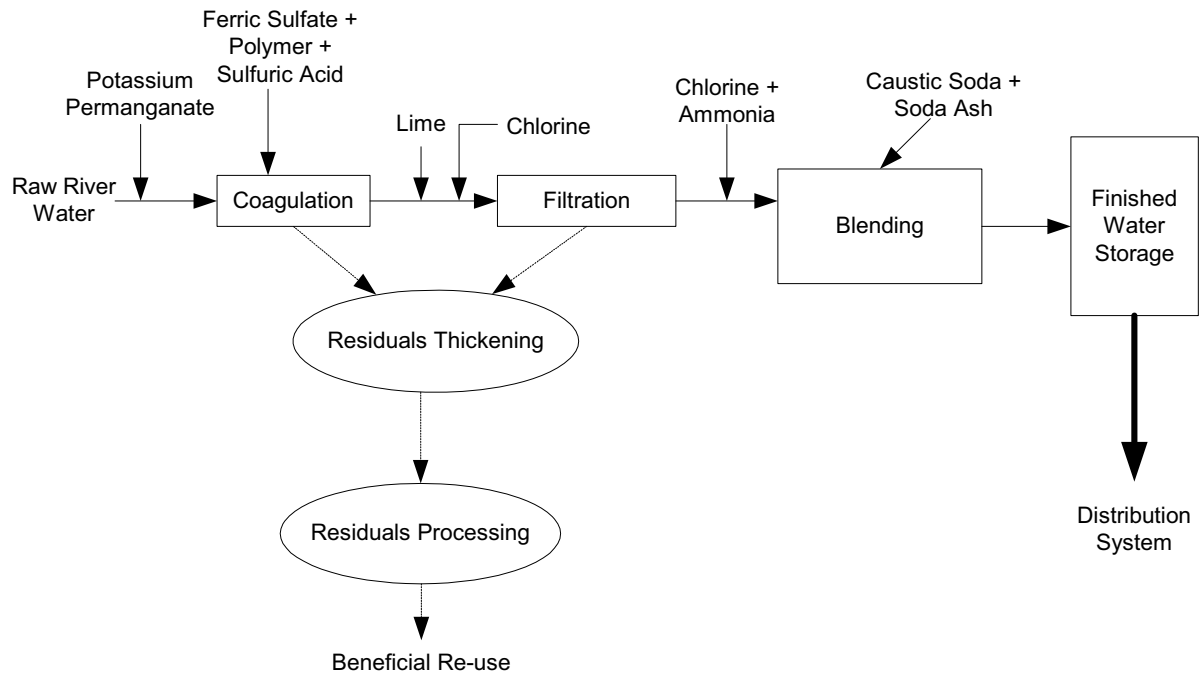 Ferric Sulfate +
Polymer +
Sulfuric Acid
Potassium
Permanganate
Lime
Chlorine
Chlorine +
Ammonia
Caustic Soda +
Soda Ash
Raw River
Water
Coagulation
Filtration
Blending
Finished
Water
Storage
Residuals Thickening
Residuals Processing
Distribution
System
Beneficial Re-use